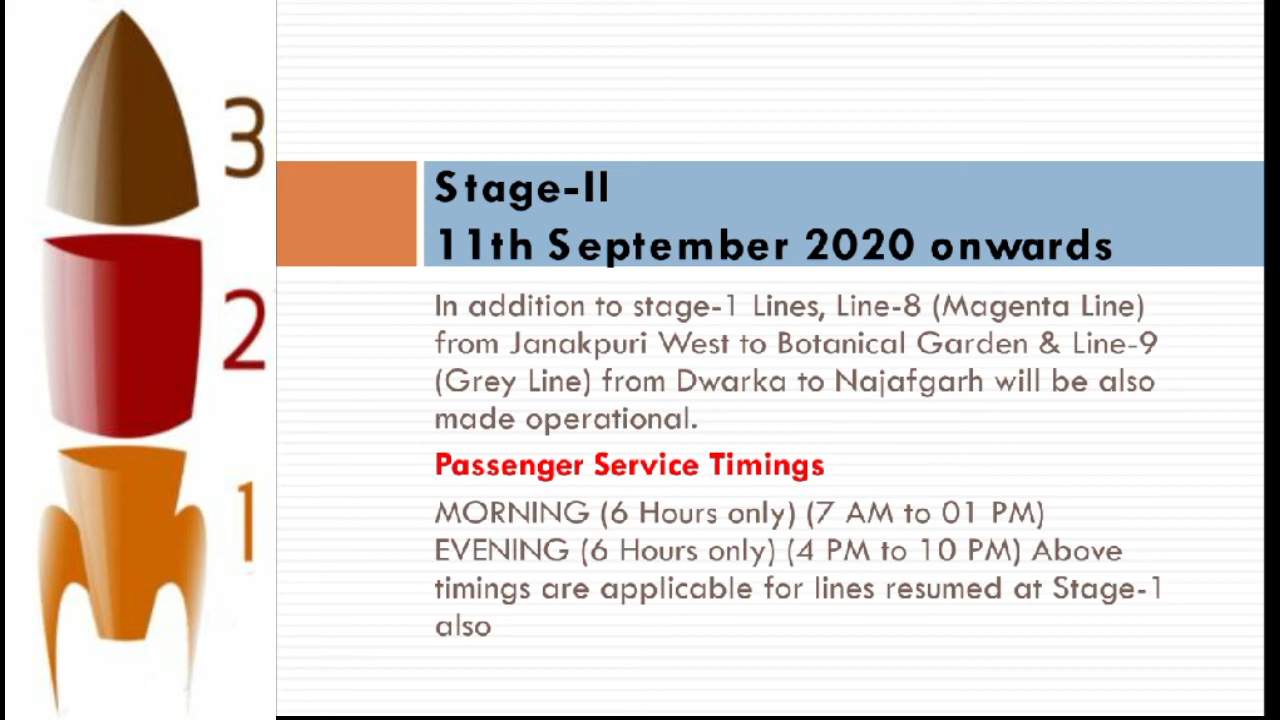 3
2
1
Stage-II
11th September 2020 onwards
In addition to stage-1 Lines, Line-8 (Magenta Line)
from Janakpuri West to Botanical Garden & Line-9
(Grey Line) from Dwarka to Najafgarh will be also
made operational.
Passenger Service Timings
MORNING (6 Hours only) (7 AM to 01 PM)
EVENING (6 Hours only) (4 PM to 10 PM) Above
timings are applicable for lines resumed at Stage-1
also